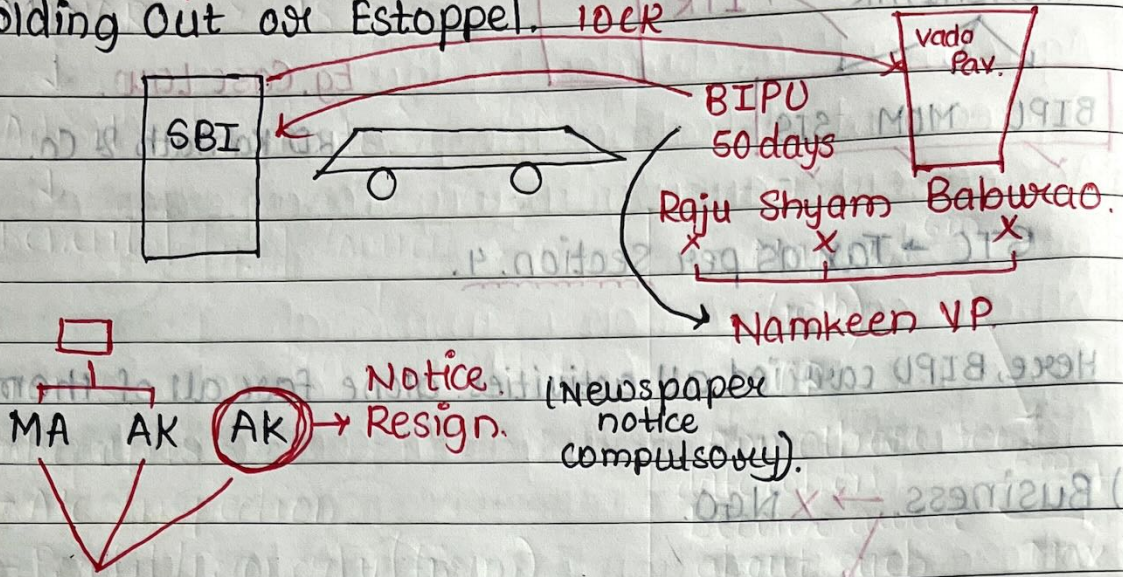 olding Out or Estoppel. 10CR
Vada
Pav.
SBI
BIPU
50 days
Raju Shyam Baburao.
x x x
Namkeen VP
Notice. (Newspaper
MA AK AK → Resign. notice
compulsory).